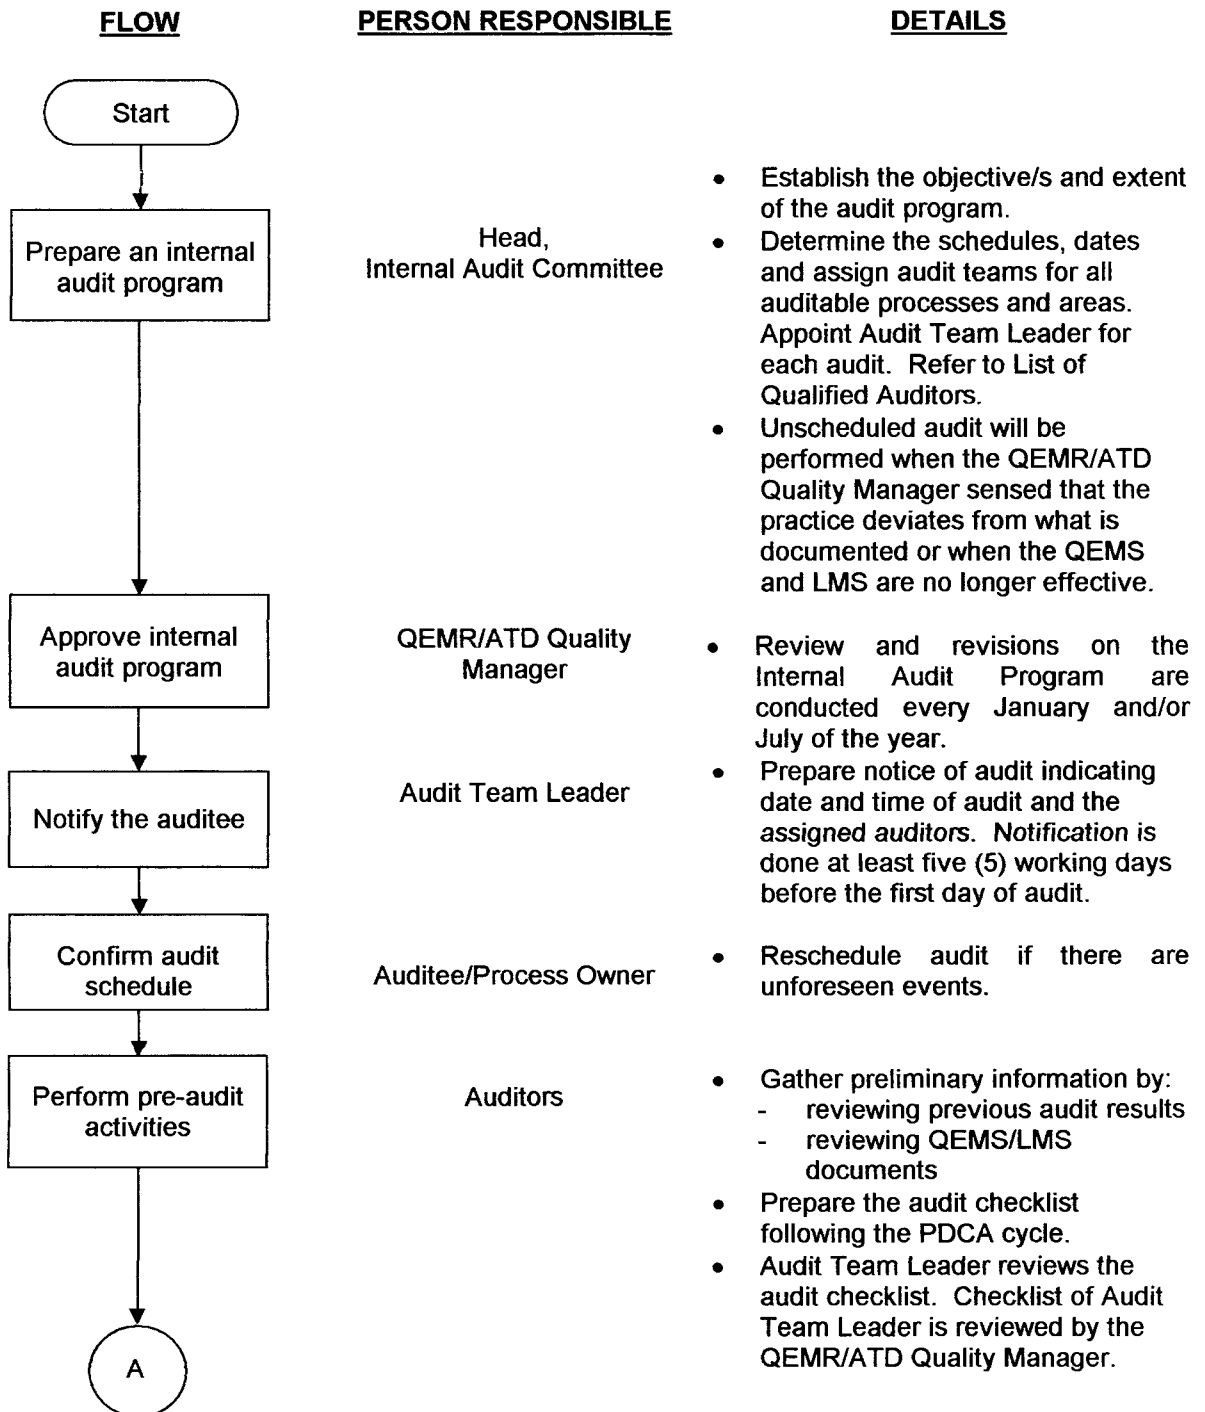 FLOW
PERSON RESPONSIBLE
DETAILS
Start
Prepare an internal
audit program
Head,
Internal Audit Committee
• Establish the objective/s and extent
of the audit program.
• Determine the schedules, dates
and assign audit teams for all
auditable processes and areas.
Appoint Audit Team Leader for
each audit. Refer to List of
Qualified Auditors.
• Unscheduled audit will be
performed when the QEMR/ATD
Quality Manager sensed that the
practice deviates from what is
documented or when the QEMS
and LMS are no longer effective.
Approve internal
audit program
QEMR/ATD Quality
Manager
• Review and revisions on the
Internal Audit Program are
conducted every January and/or
July of the year.
Notify the auditee
Audit Team Leader
• Prepare notice of audit indicating
date and time of audit and the
assigned auditors. Notification is
done at least five (5) working days
before the first day of audit.
Confirm audit
schedule
Auditee/Process Owner
• Reschedule audit if there are
unforeseen events.
Perform pre-audit
activities
Auditors
• Gather preliminary information by:
- reviewing previous audit results
- reviewing QEMS/LMS
documents
• Prepare the audit checklist
following the PDCA cycle.
• Audit Team Leader reviews the
audit checklist. Checklist of Audit
Team Leader is reviewed by the
QEMR/ATD Quality Manager.
A